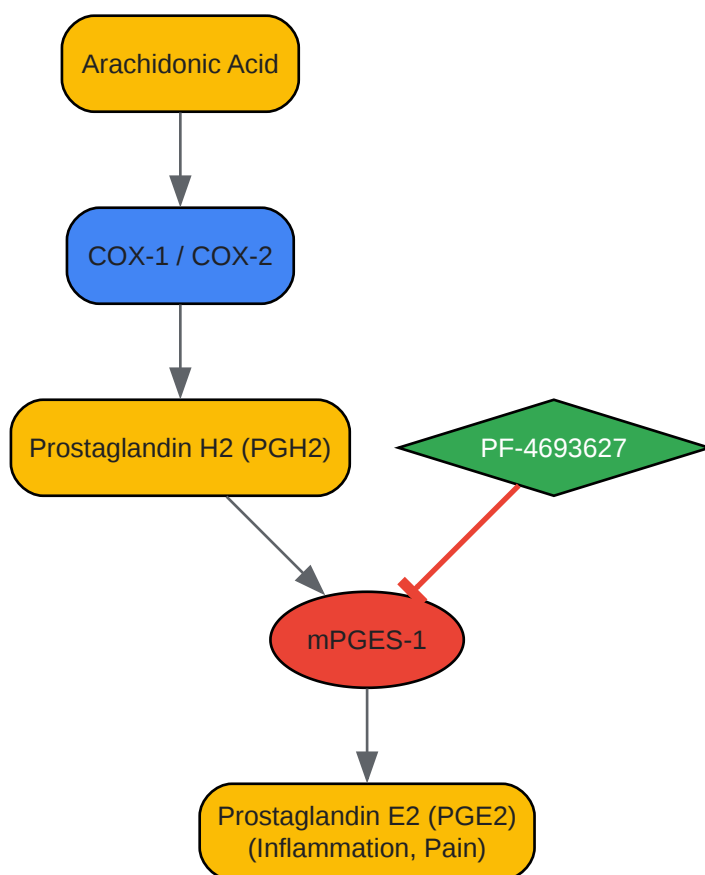 Arachidonic Acid
COX-1 / COX-2
Prostaglandin H2 (PGH2)
PF-4693627
mPGES-1
Prostaglandin E2 (PGE2)
(Inflammation, Pain)